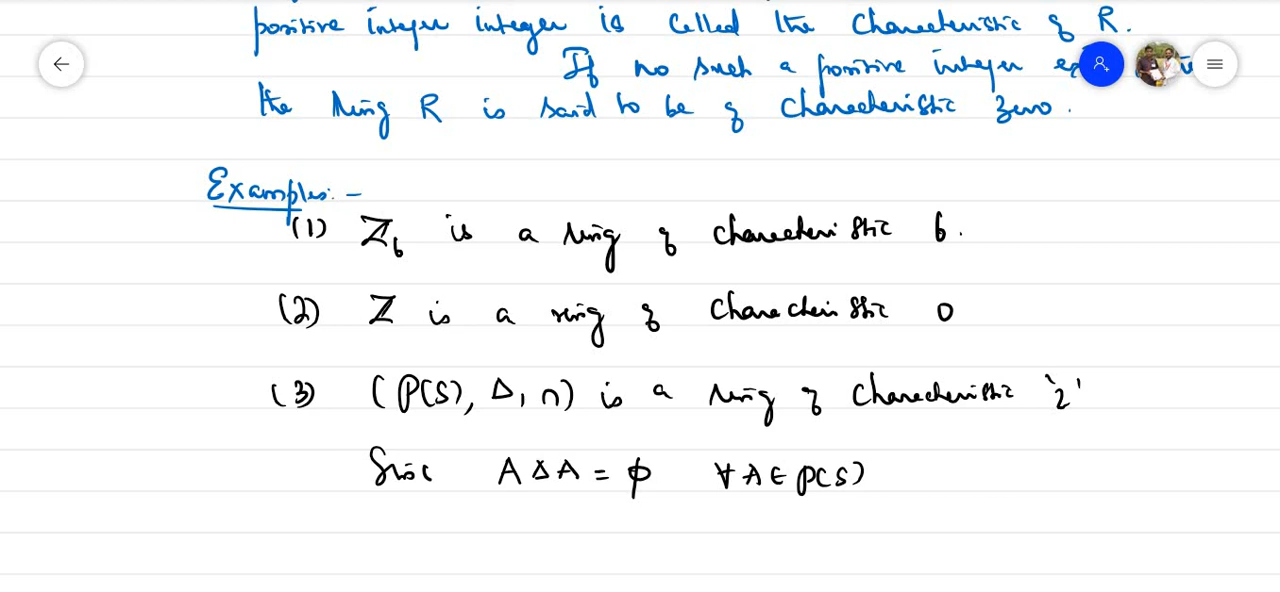 positive integer integer is called the characteristic of R.
If no such a positive integer
the ring R is said to be of characteristic zero.
Examples: -
(1) Z₆ is a ring of characteristic 6.
(2) Z is a ring of characteristic 0
(3) (P(S), Δ, ∩) is a ring of characteristic '2'
Since A Δ A = ϕ ∀ A ∈ P(S)